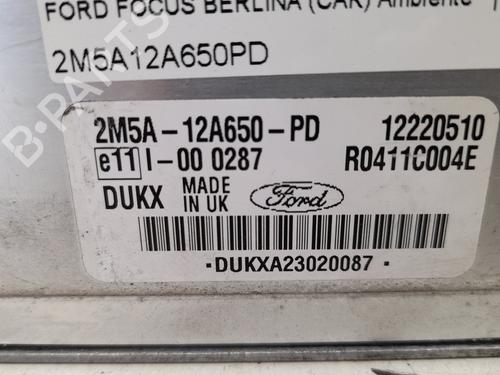 FORD FOCUS BERLINA (CAK) Ambiente
2M5A12A650PD
B-PARTS
2M5A-12A650-PD 12220510
e11 I-00 0287 R0411C004E
DUKX MADE IN UK Ford
-DUKXA23020087-